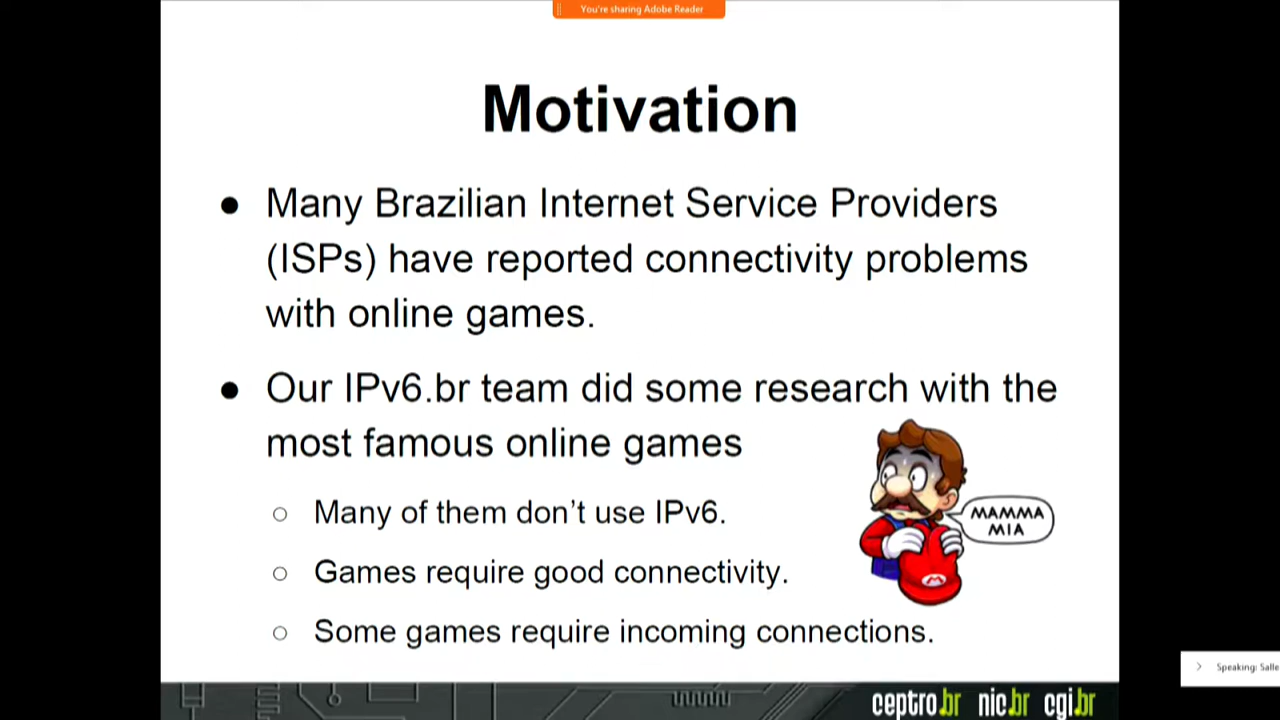 You're sharing Adobe Reader
Motivation
● Many Brazilian Internet Service Providers
(ISPs) have reported connectivity problems
with online games.
● Our IPv6.br team did some research with the
most famous online games
○ Many of them don’t use IPv6.
MAMMA
MIA
○ Games require good connectivity.
○ Some games require incoming connections.
Speaking: Salle
ceptro.br nic.br cgi.br